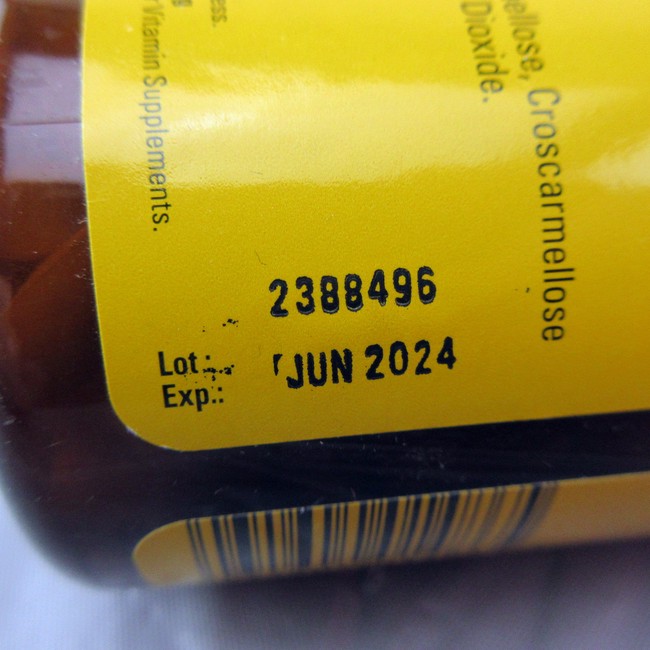 Vitamin Supplements.
Croscarmellose
Dioxide.
2388496
Lot:
JUN 2024
Exp.: